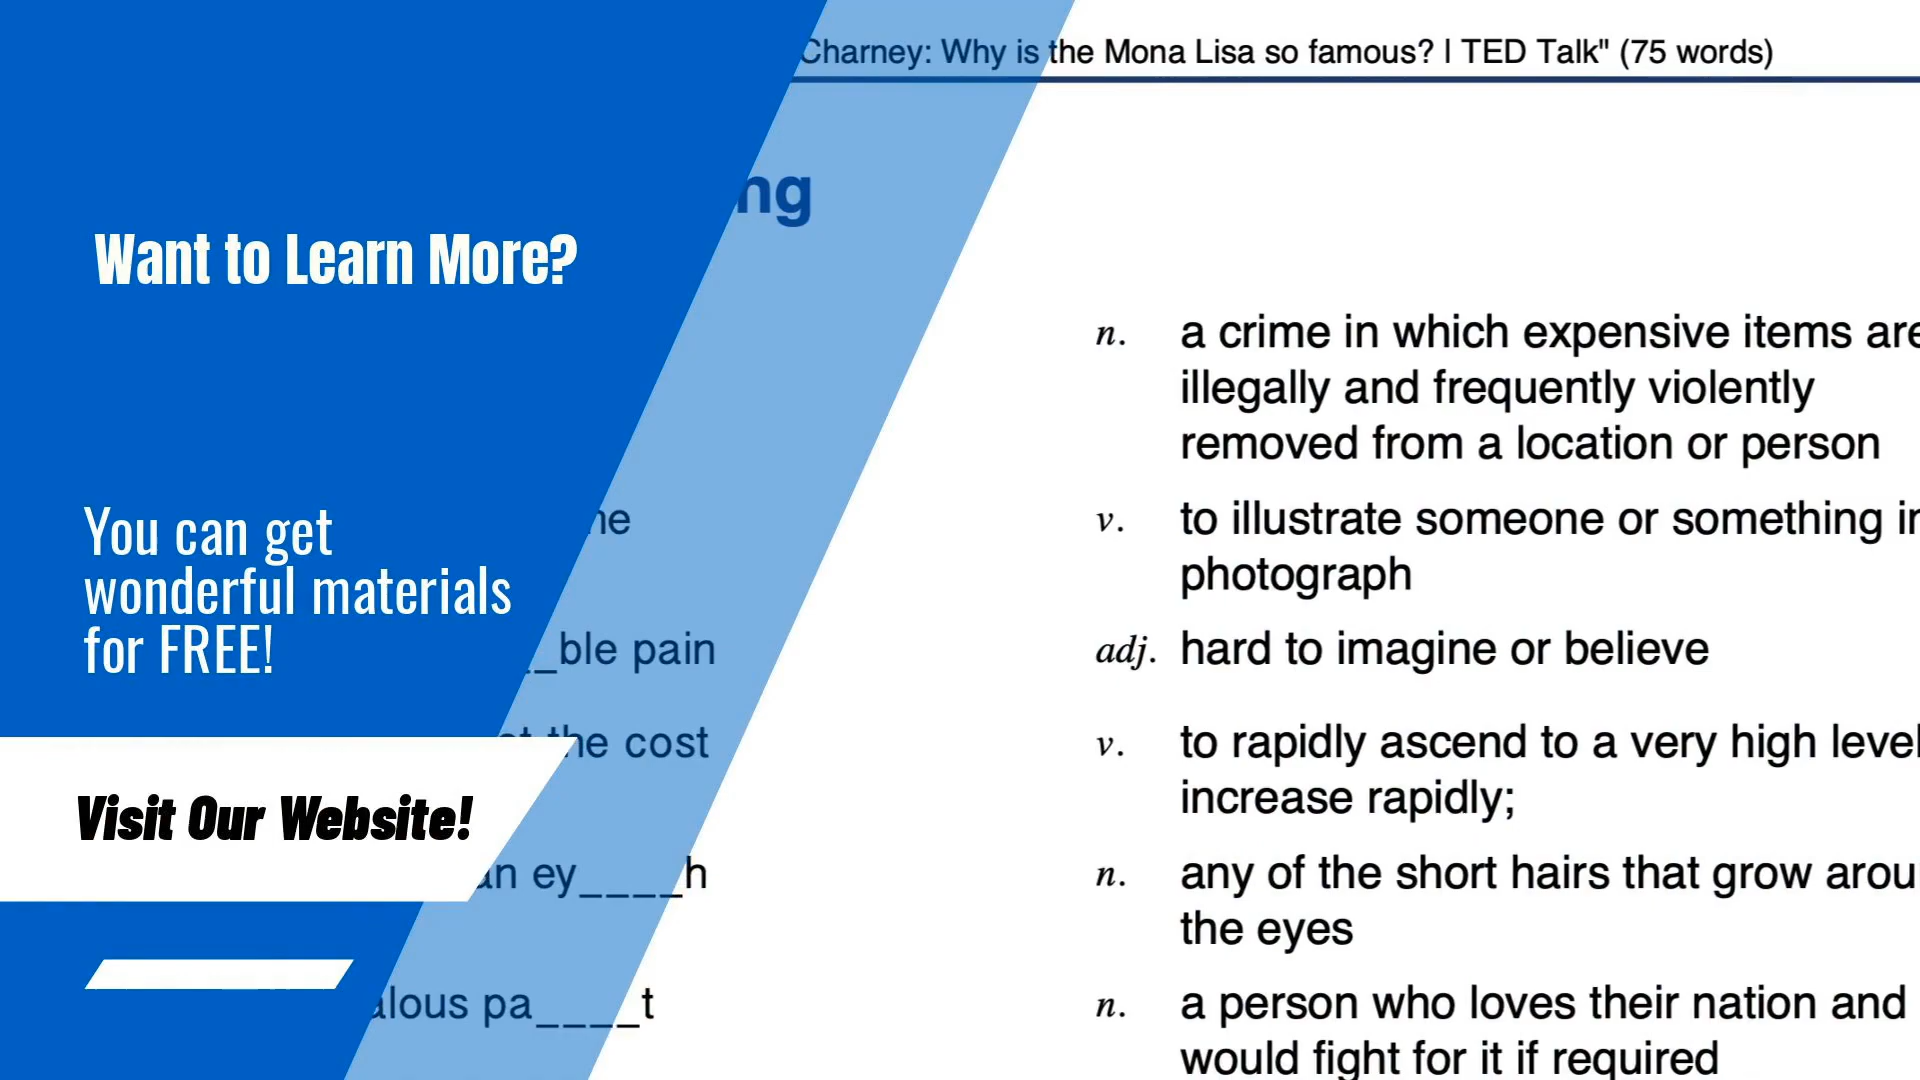 Charney: Why is the Mona Lisa so famous? | TED Talk" (75 words)
ng
Want to Learn More?
You can get
wonderful materials
for FREE!
Visit Our Website!
ne
_ble pain
the cost
an ey____h
alous pa____t
n. a crime in which expensive items are
illegally and frequently violently
removed from a location or person
v. to illustrate someone or something in
photograph
adj. hard to imagine or believe
v. to rapidly ascend to a very high level
increase rapidly;
n. any of the short hairs that grow arou
the eyes
n. a person who loves their nation and
would fight for it if required